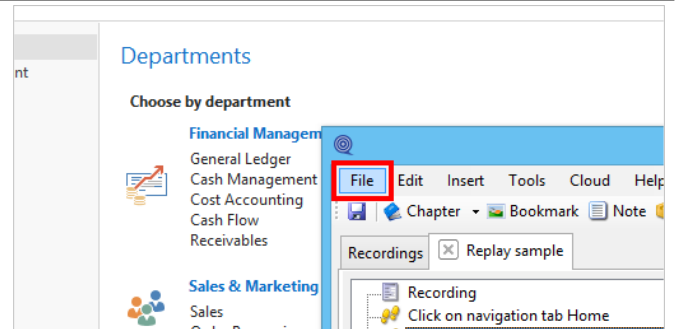 nt
Departments
Choose by department
Financial Managem
General Ledger
Cash Management
Cost Accounting
Cash Flow
Receivables
Sales & Marketing
Sales
File Edit Insert Tools Cloud Help
Chapter Bookmark Note
Recordings Replay sample
Recording
Click on navigation tab Home